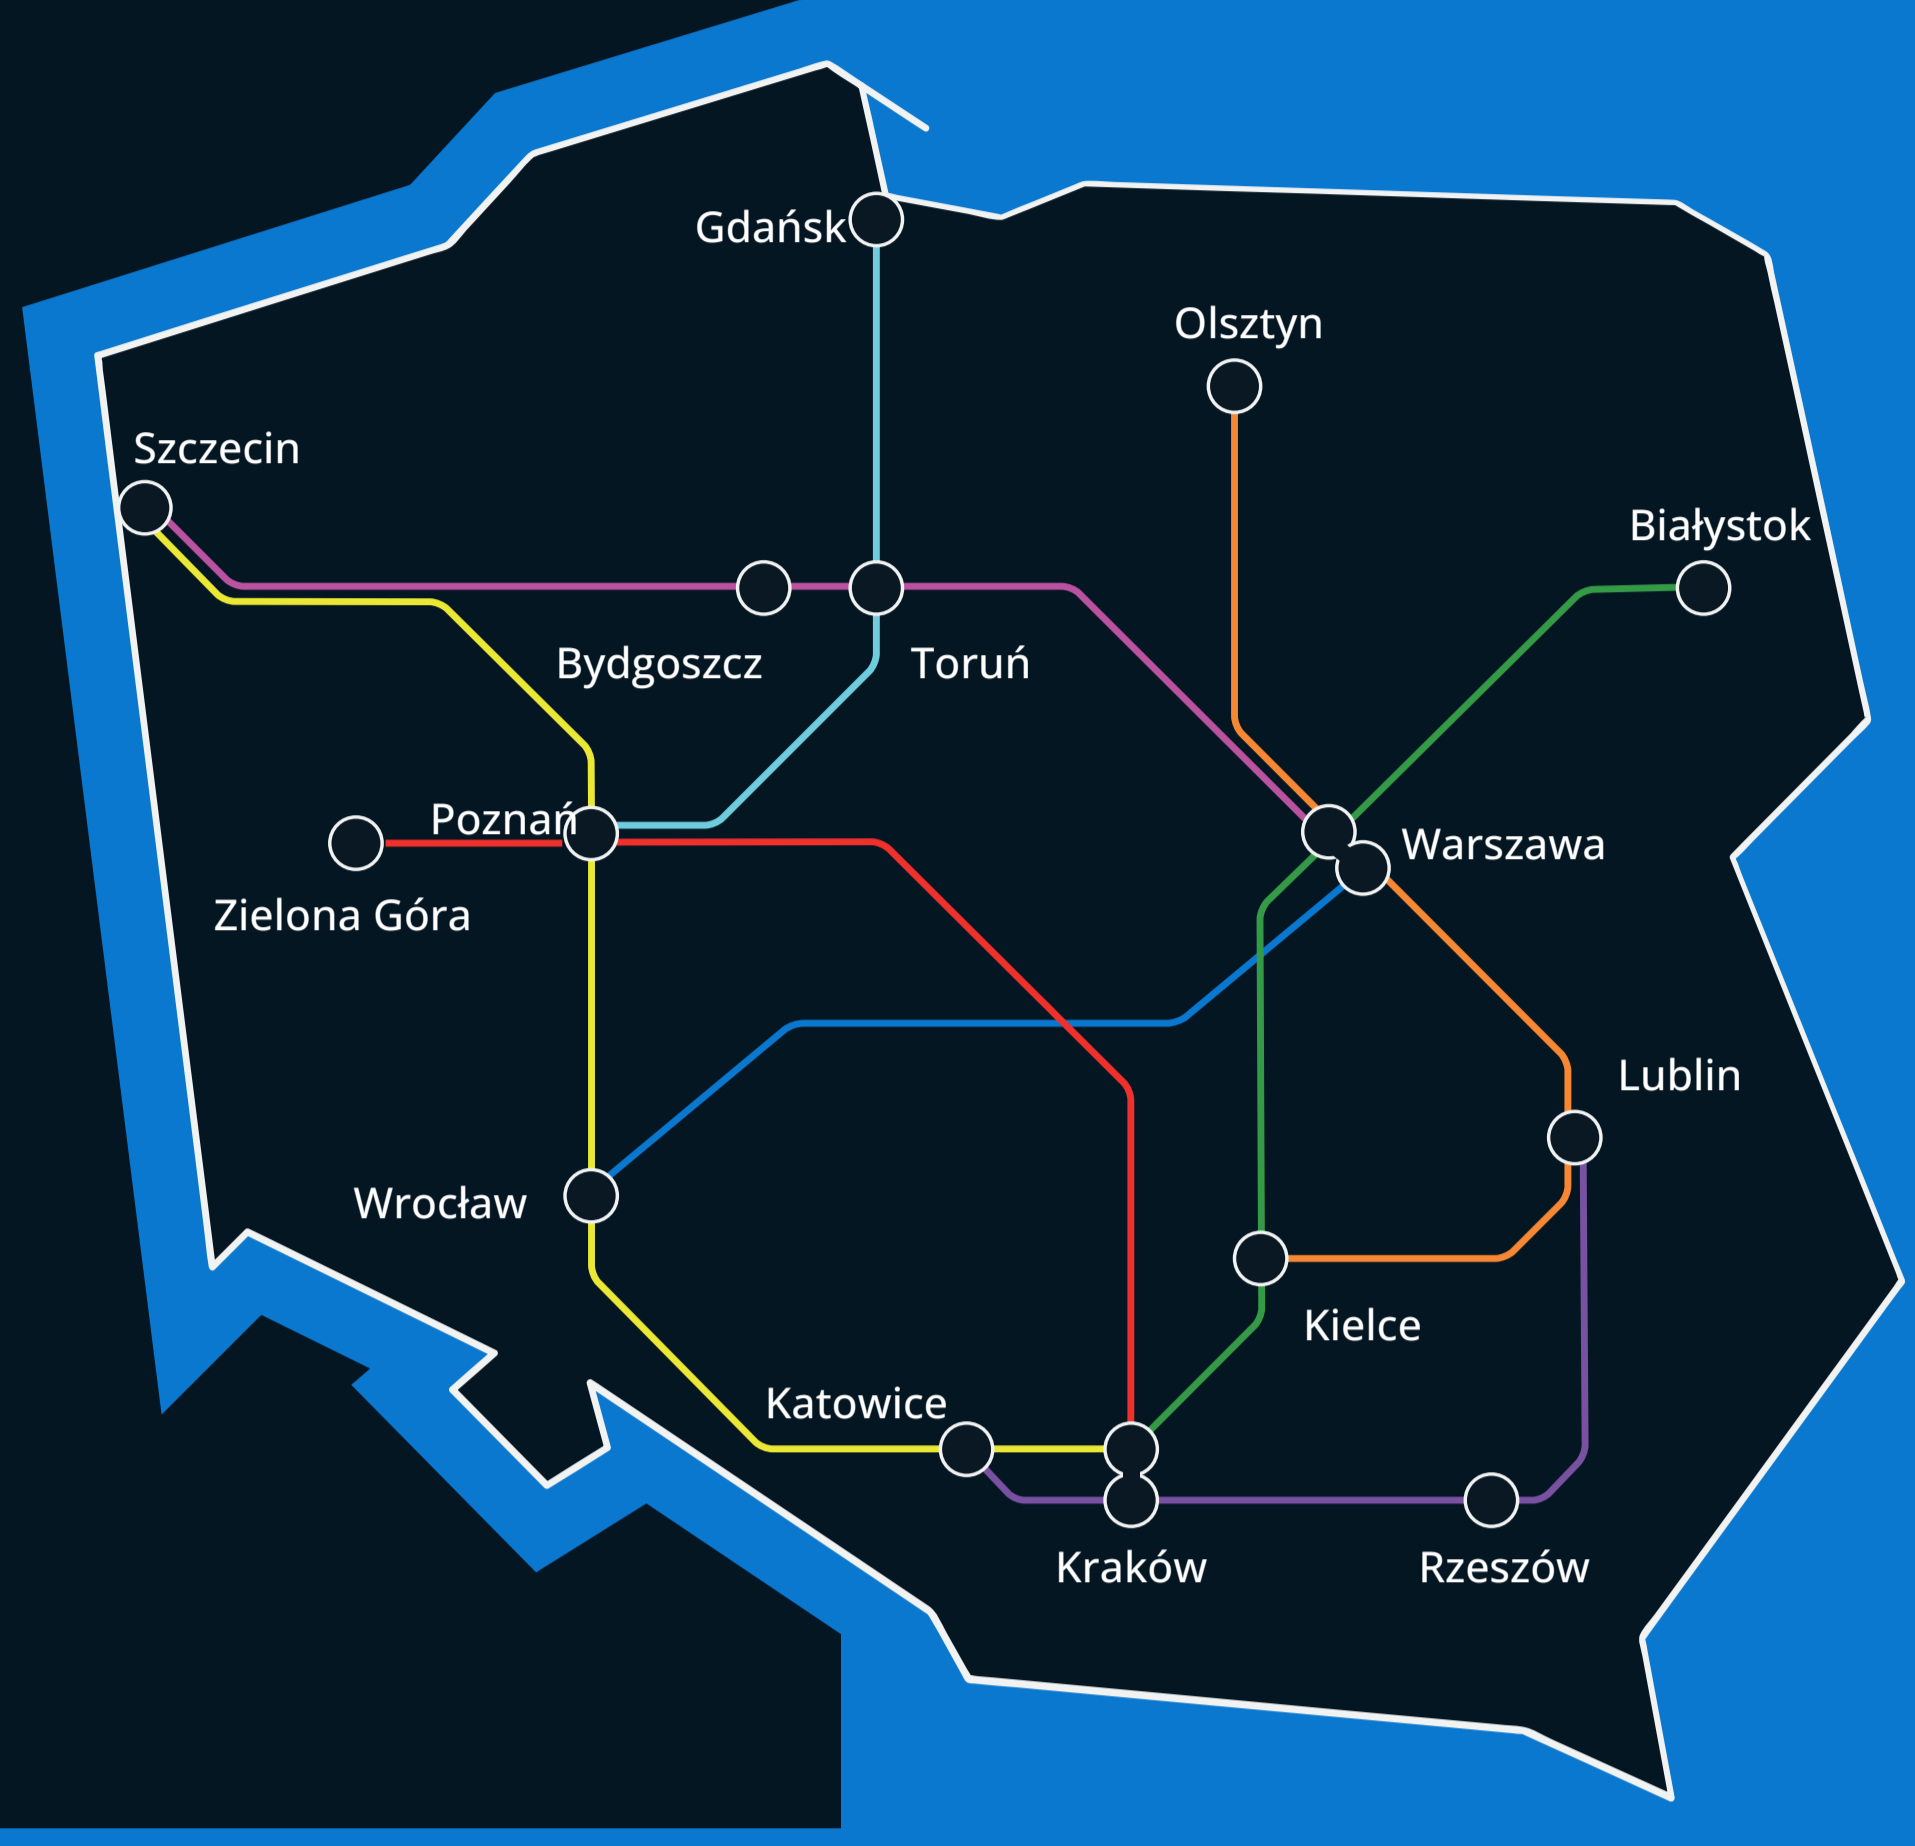 Gdańsk
Olsztyn
Szczecin
Białystok
Bydgoszcz
Toruń
Poznań
Warszawa
Zielona Góra
Lublin
Wrocław
Kielce
Katowice
Kraków
Rzeszów